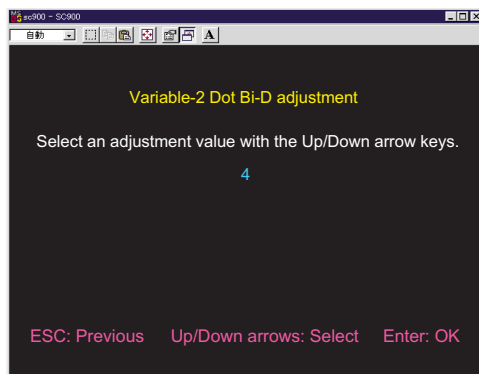 sc900 - SC900
自動
A
Variable-2 Dot Bi-D adjustment
Select an adjustment value with the Up/Down arrow keys.
4
ESC: Previous Up/Down arrows: Select Enter: OK